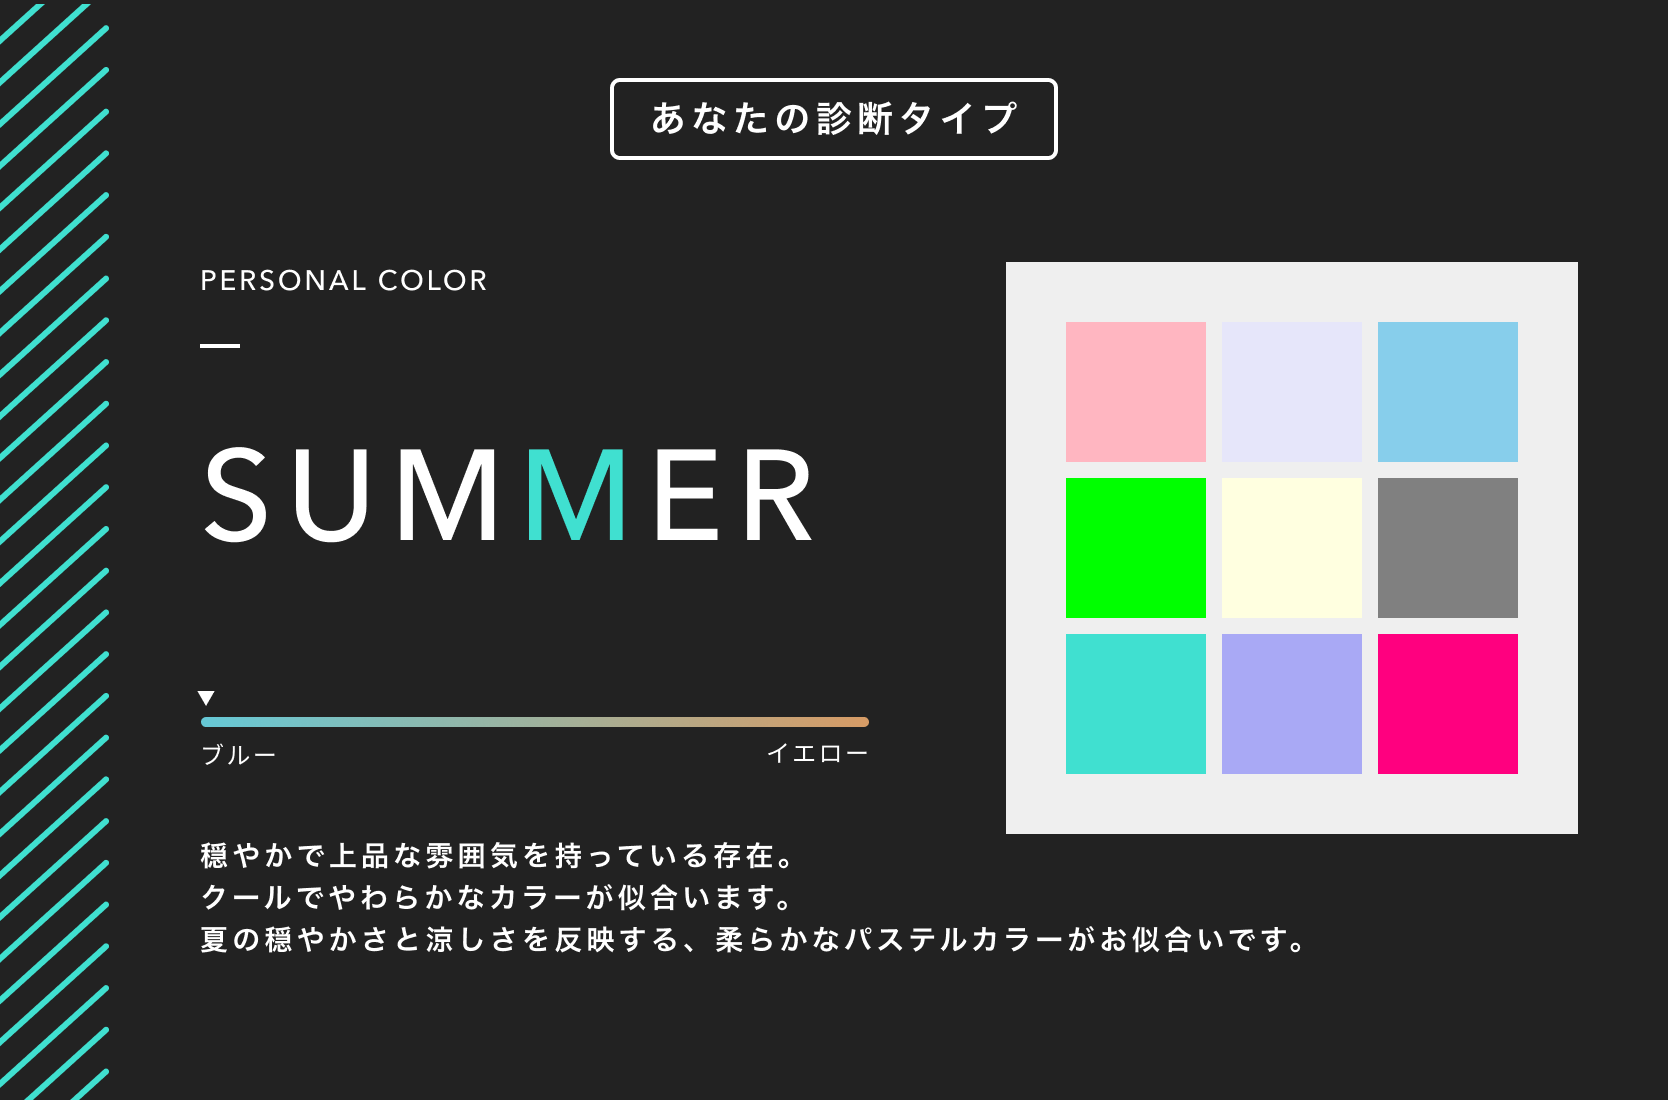 あなたの診断タイプ
PERSONAL COLOR
SUMMER
ブルー
イエロー
穏やかで上品な雰囲気を持っている存在。
クールでやわらかなカラーが似合います。
夏の穏やかさと涼しさを反映する、柔らかなパステルカラーがお似合いです。